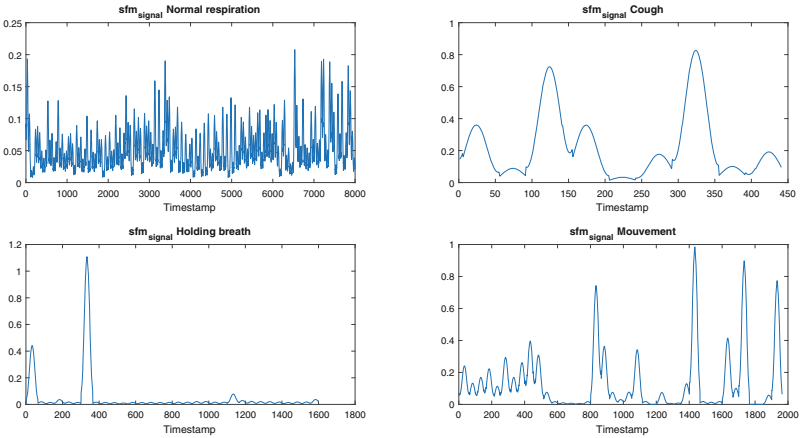 sfm_signal Normal respiration
0.25
0.2
0.15
0.1
0.05
0
0 1000 2000 3000 4000 5000 6000 7000 8000
Timestamp
sfm_signal Cough
1
0.8
0.6
0.4
0.2
0
0 50 100 150 200 250 300 350 400 450
Timestamp
sfm_signal Holding breath
1.2
1
0.8
0.6
0.4
0.2
0
0 200 400 600 800 1000 1200 1400 1600 1800
Timestamp
sfm_signal Mouvement
1
0.8
0.6
0.4
0.2
0
0 200 400 600 800 1000 1200 1400 1600 1800 2000
Timestamp